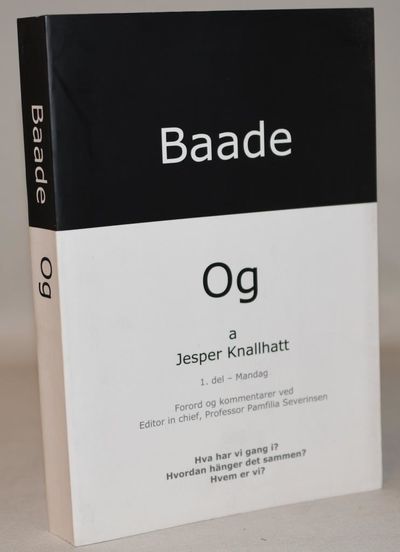 Baade
Og
Baade
Og
a
Jesper Knallhatt
1. del – Mandag
Forord og kommentarer ved
Editor in chief, Professor Pamfilia Severinsen
Hva har vi gang i?
Hvordan hänger det sammen?
Hvem er vi?